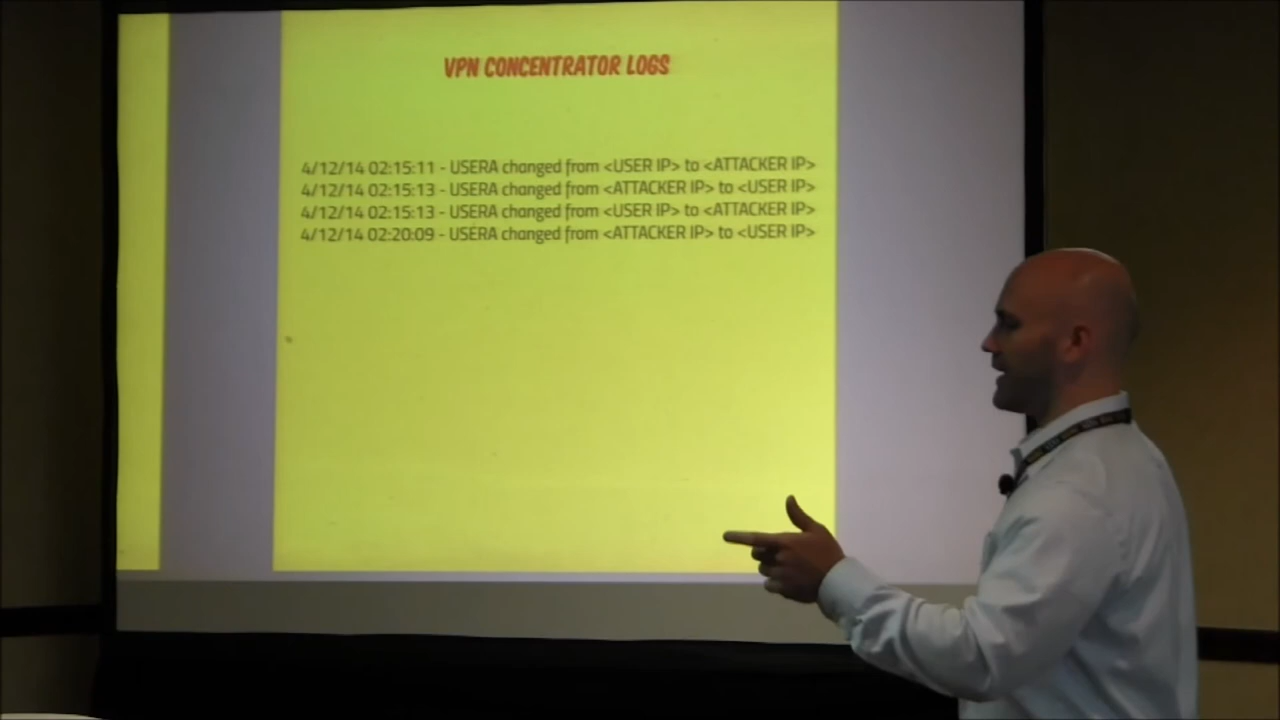 VPN CONCENTRATOR LOGS
4/12/14 02:15:11 - USERA changed from <USER IP> to <ATTACKER IP>
4/12/14 02:15:13 - USERA changed from <ATTACKER IP> to <USER IP>
4/12/14 02:15:13 - USERA changed from <USER IP> to <ATTACKER IP>
4/12/14 02:20:09 - USERA changed from <ATTACKER IP> to <USER IP>